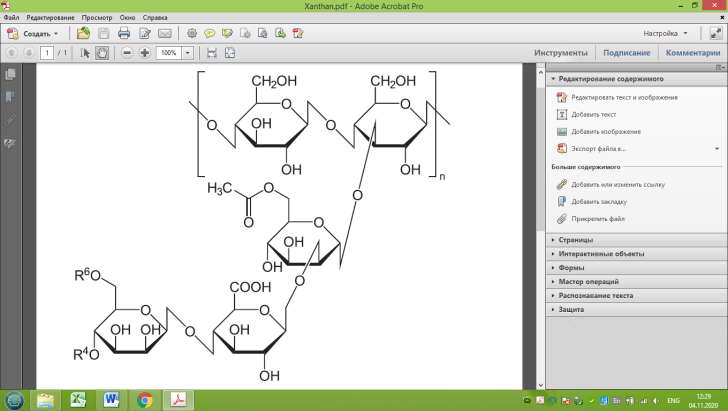 Xanthan.pdf - Adobe Acrobat Pro
Файл Редактирование Просмотр Окно Справка
Создать
Настройка
1 / 1
100%
Инструменты Подписание Комментарии
CH2OH
CH2OH
O
O
O
O
OH
OH
OH
n
H3C
O
O
O
O
OH
OH
O
R6O
COOH
O
O
OH
OH
O
OH
R4O
OH
Редактирование содержимого
Редактировать текст и изображения
Добавить текст
Добавить изображение
Экспорт файла в...
Больше содержимого
Добавить или изменить ссылку
Добавить закладку
Прикрепить файл
Страницы
Интерактивные объекты
Формы
Мастер операций
Распознавание текста
Защита
En
12:29
04.11.2020